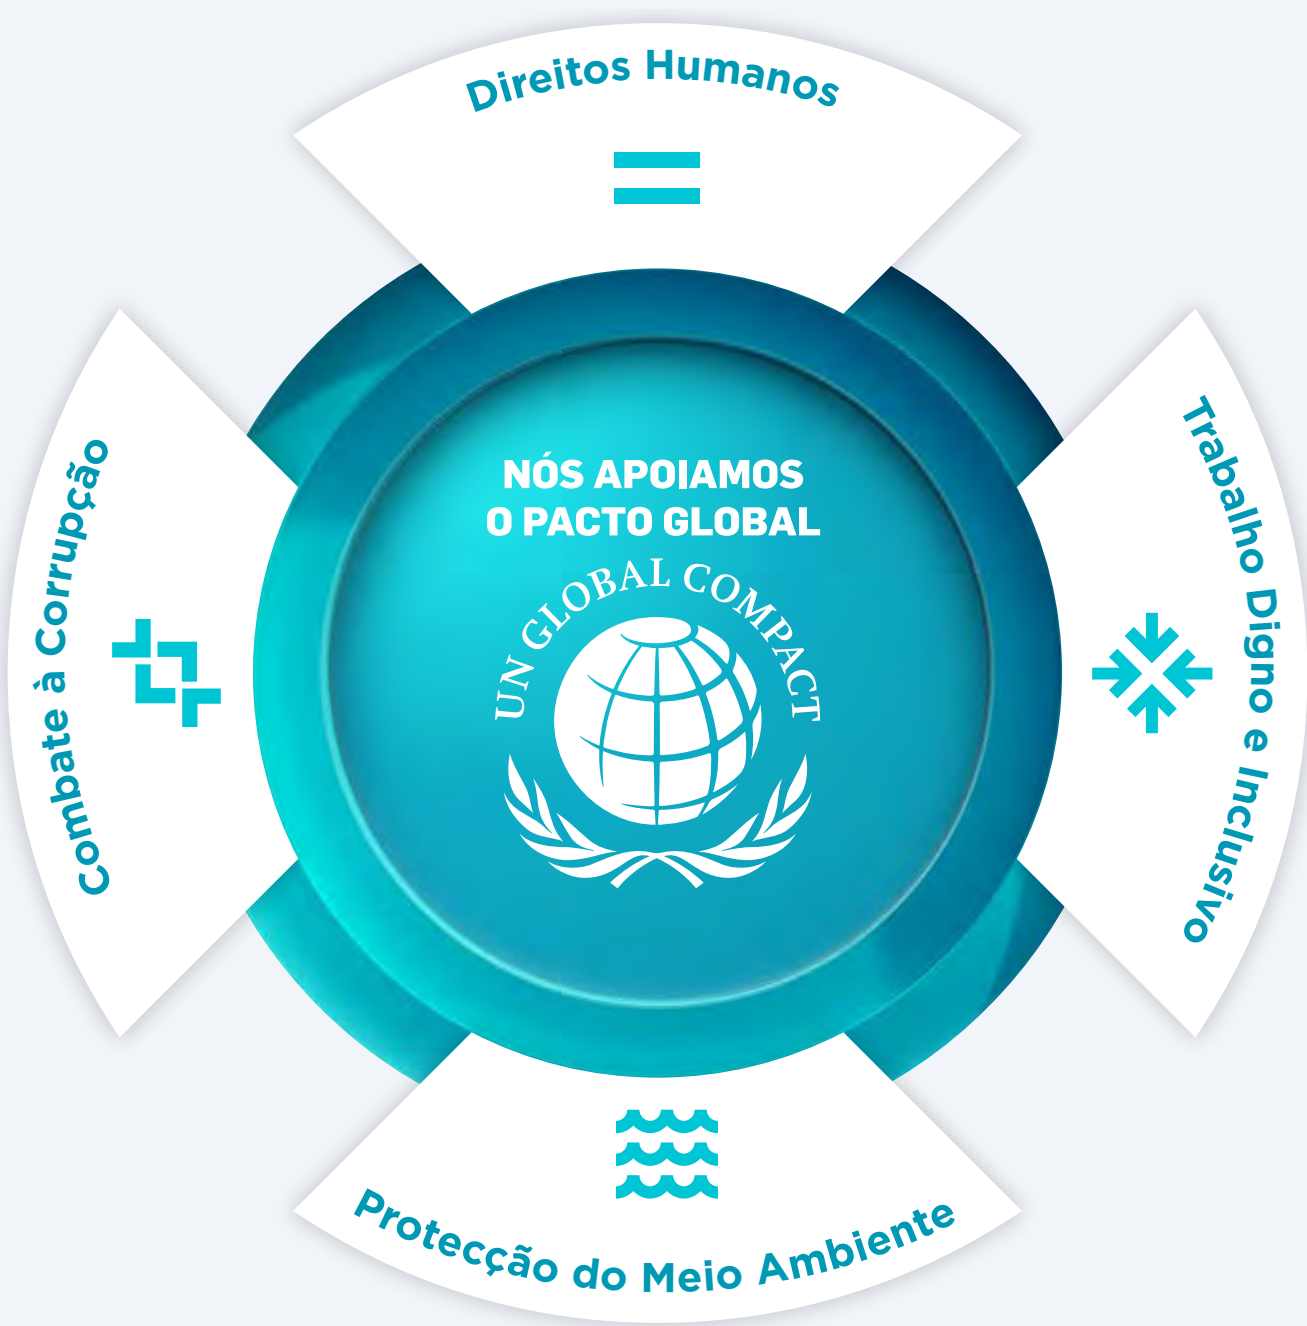 Direitos Humanos
Combate à Corrupção
NÓS APOIAMOS
O PACTO GLOBAL
UN GLOBAL COMPACT
Trabalho Digno e Inclusivo
Protecção do Meio Ambiente